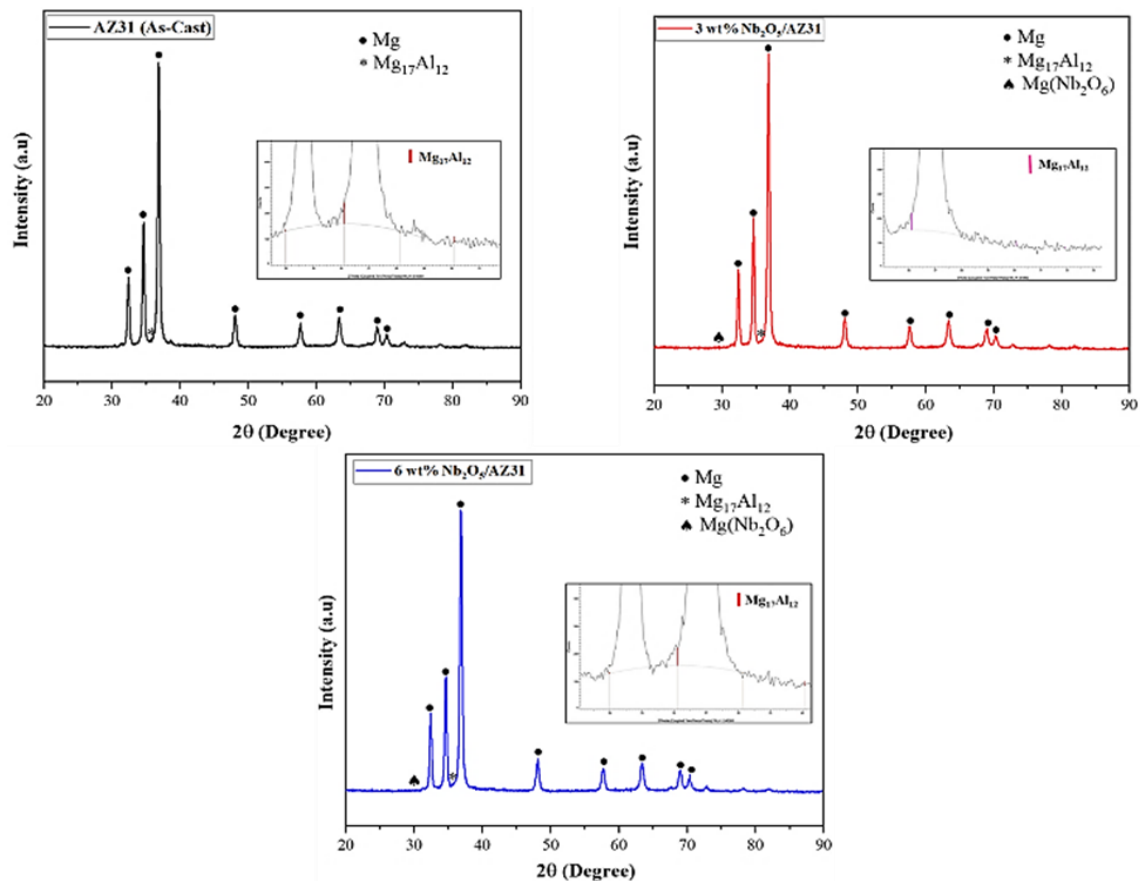 AZ31 (As-Cast)
● Mg
* Mg₁₇Al₁₂
Mg₁₇Al₁₂
Intensity (a.u)
20 30 40 50 60 70 80 90
2θ (Degree)
3 wt% Nb₂O₅/AZ31
● Mg
* Mg₁₇Al₁₂
♠ Mg(Nb₂O₆)
Mg₁₇Al₁₂
Intensity (a.u)
20 30 40 50 60 70 80 90
2θ (Degree)
6 wt% Nb₂O₅/AZ31
● Mg
* Mg₁₇Al₁₂
♠ Mg(Nb₂O₆)
Mg₁₇Al₁₂
Intensity (a.u)
20 30 40 50 60 70 80 90
2θ (Degree)